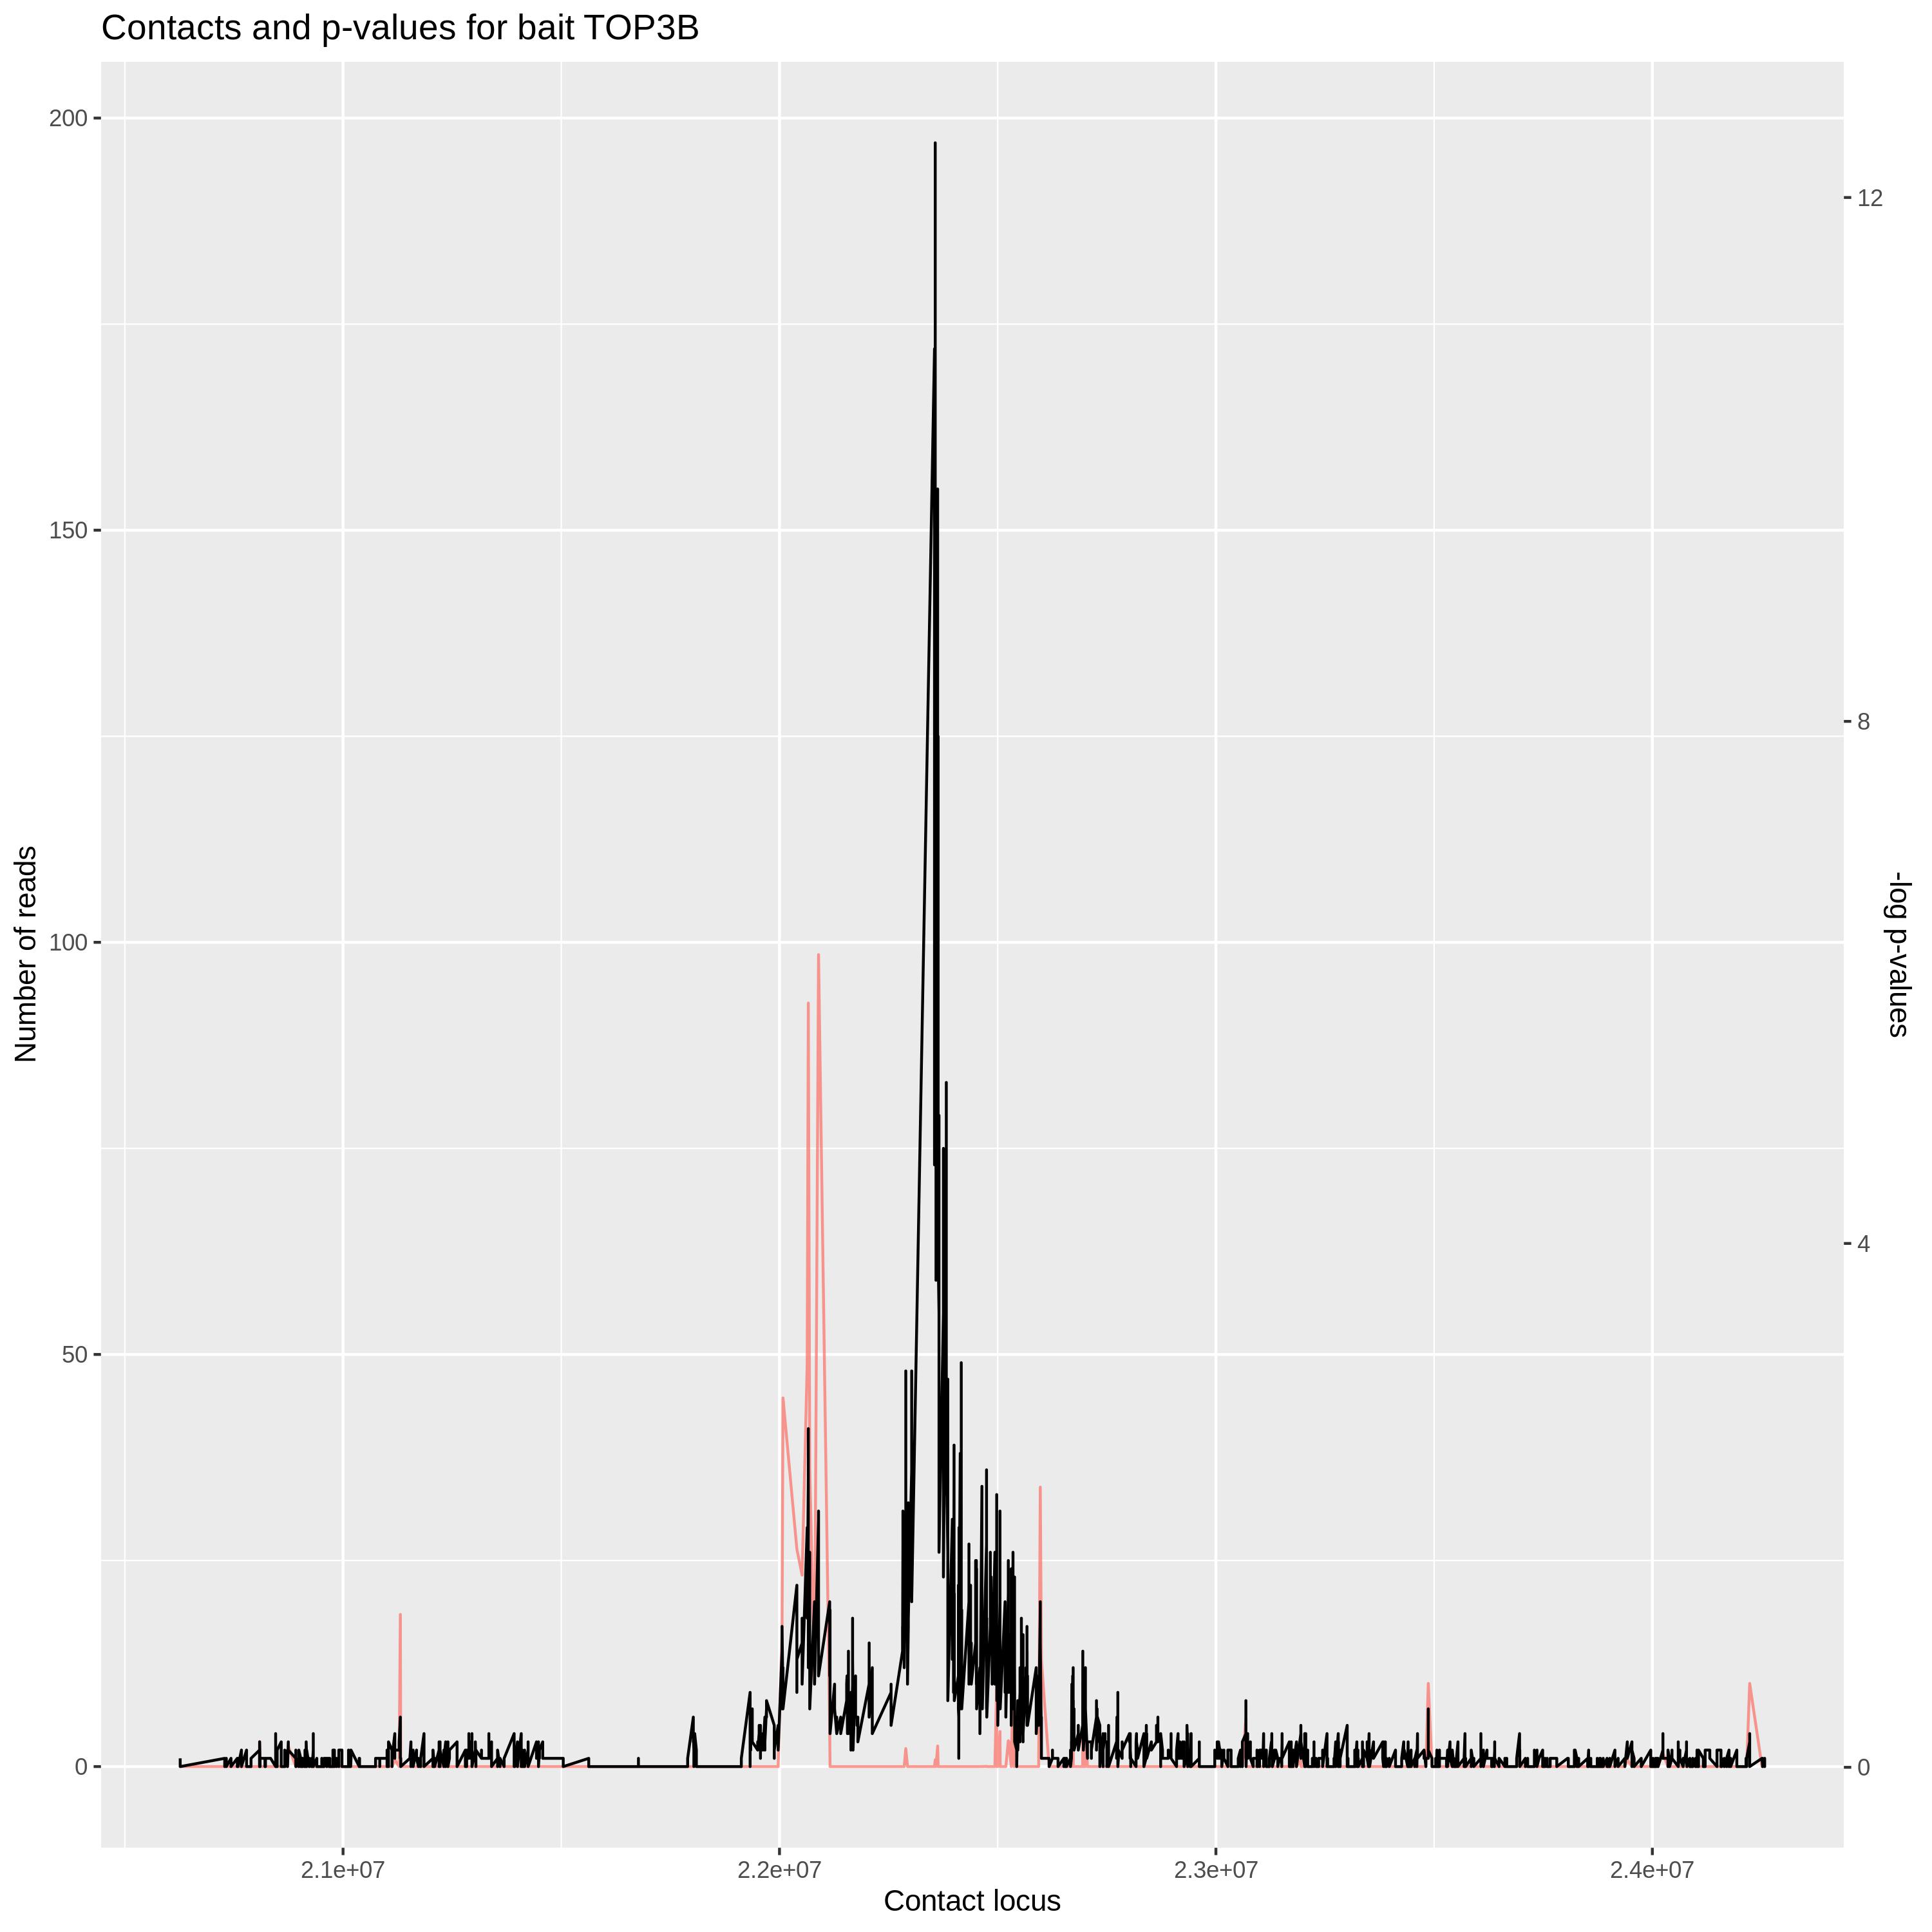 Contacts and p-values for bait TOP3B
200
150
100
50
0
Number of reads
12
8
4
0
-log p-values
2.1e+07
2.2e+07
2.3e+07
2.4e+07
Contact locus